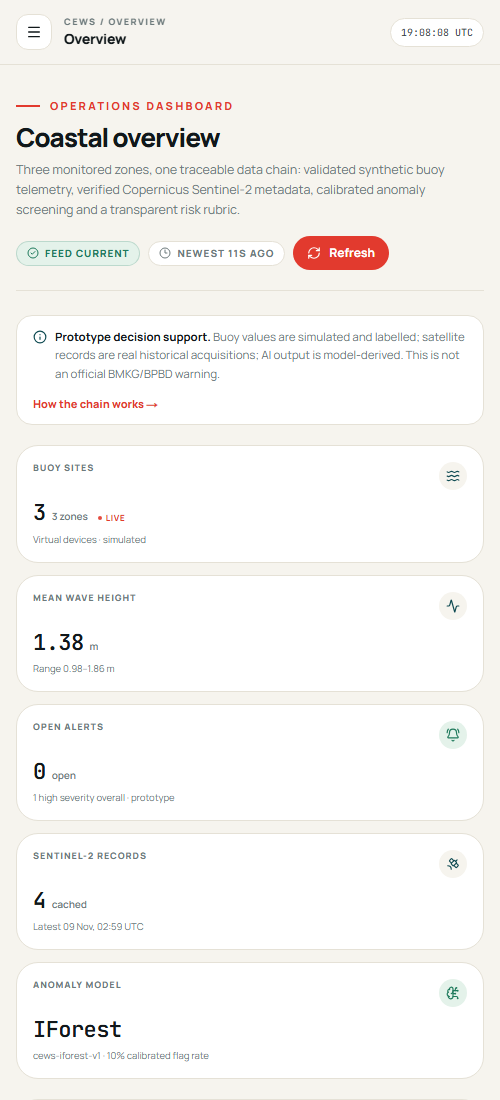 CEWS / OVERVIEW
Overview
19:08:08 UTC
OPERATIONS DASHBOARD
Coastal overview
Three monitored zones, one traceable data chain: validated synthetic buoy
telemetry, verified Copernicus Sentinel-2 metadata, calibrated anomaly
screening and a transparent risk rubric.
FEED CURRENT
NEWEST 11S AGO
Refresh
Prototype decision support. Buoy values are simulated and labelled; satellite
records are real historical acquisitions; AI output is model-derived. This is not
an official BMKG/BPBD warning.
How the chain works →
BUOY SITES
3 3 zones • LIVE
Virtual devices · simulated
MEAN WAVE HEIGHT
1.38 m
Range 0.98–1.86 m
OPEN ALERTS
0 open
1 high severity overall · prototype
SENTINEL-2 RECORDS
4 cached
Latest 09 Nov, 02:59 UTC
ANOMALY MODEL
IForest
cews-iforest-v1 · 10% calibrated flag rate